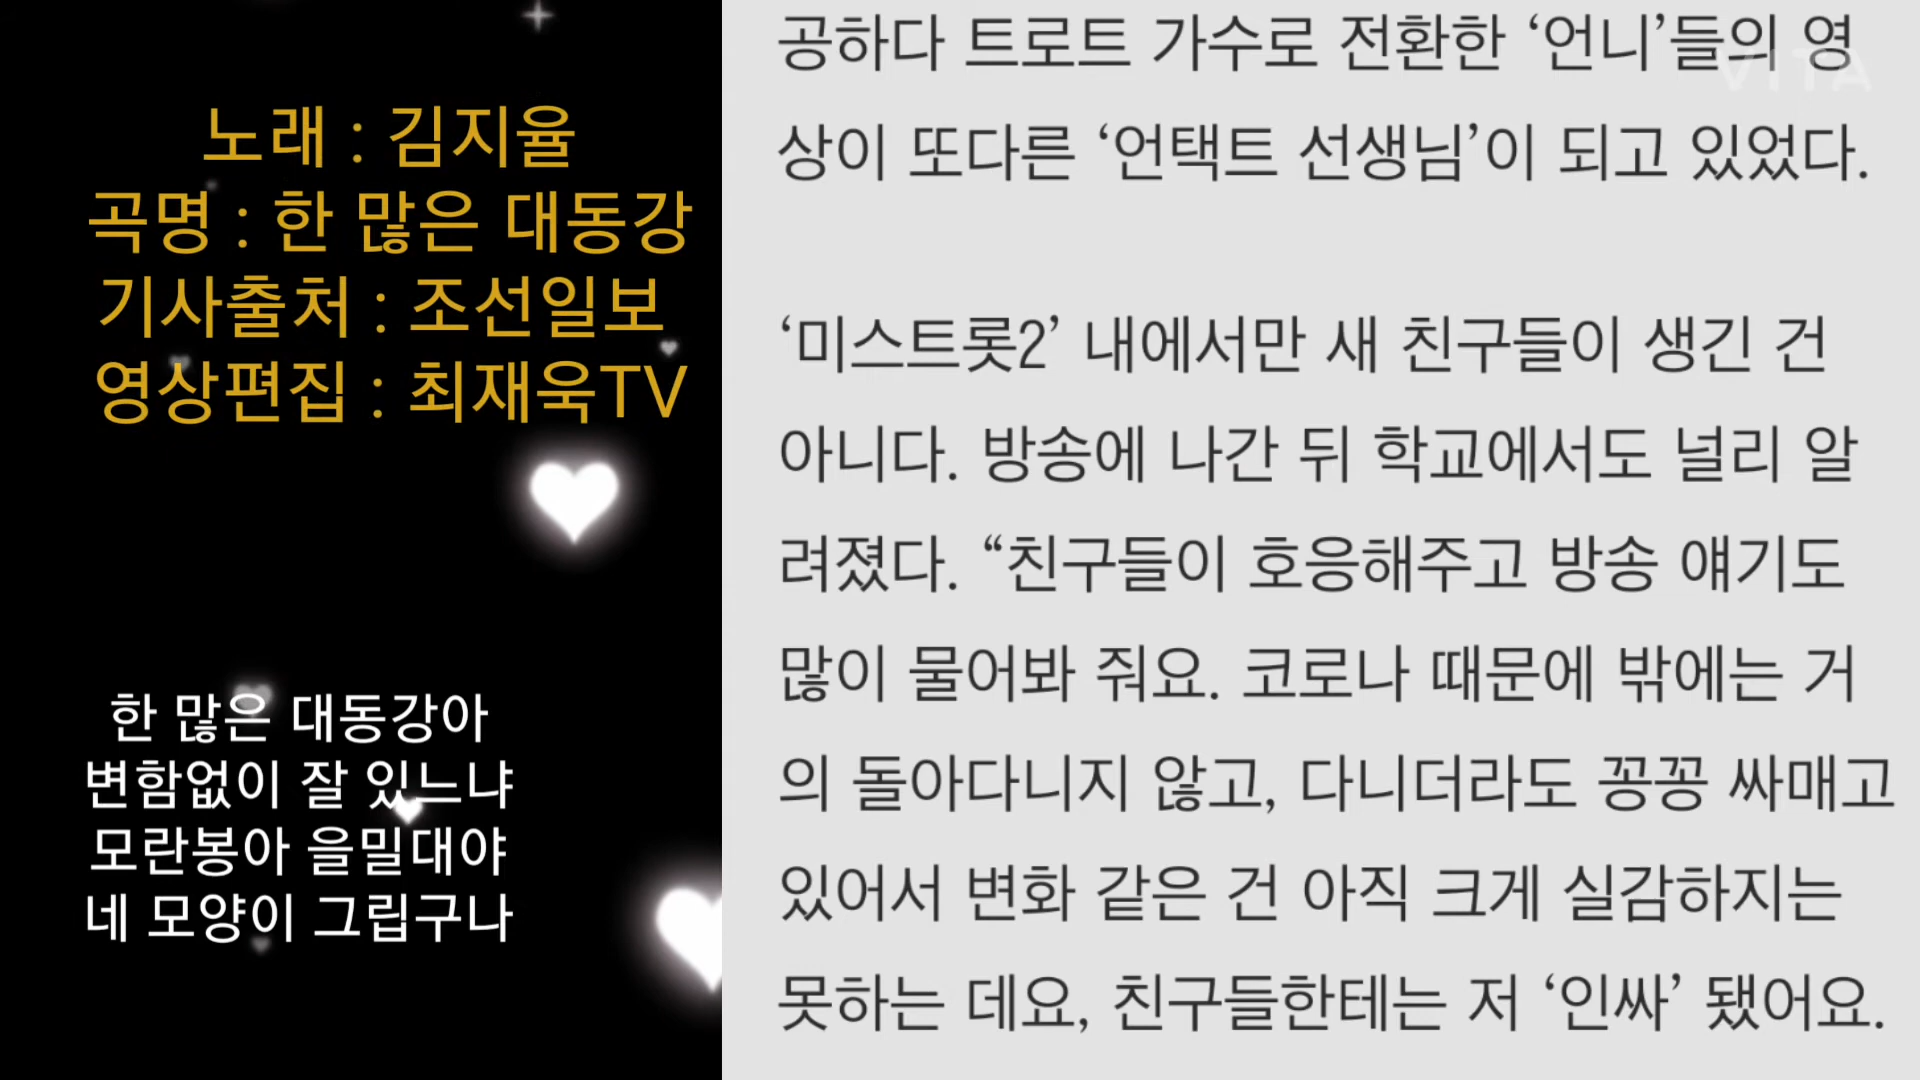 노래 : 김지율
곡명 : 한 많은 대동강
기사출처 : 조선일보
영상편집 : 최재욱TV
한 많은 대동강아
변함없이 잘 있느냐
모란봉아 을밀대야
네 모양이 그립구나
공하다 트로트 가수로 전환한 ‘언니’들의 영
상이 또다른 ‘언택트 선생님’이 되고 있었다.
‘미스트롯2’ 내에서만 새 친구들이 생긴 건
아니다. 방송에 나간 뒤 학교에서도 널리 알
려졌다. “친구들이 호응해주고 방송 얘기도
많이 물어봐 줘요. 코로나 때문에 밖에는 거
의 돌아다니지 않고, 다니더라도 꽁꽁 싸매고
있어서 변화 같은 건 아직 크게 실감하지는
못하는 데요, 친구들한테는 저 ‘인싸’ 됐어요.
VITA